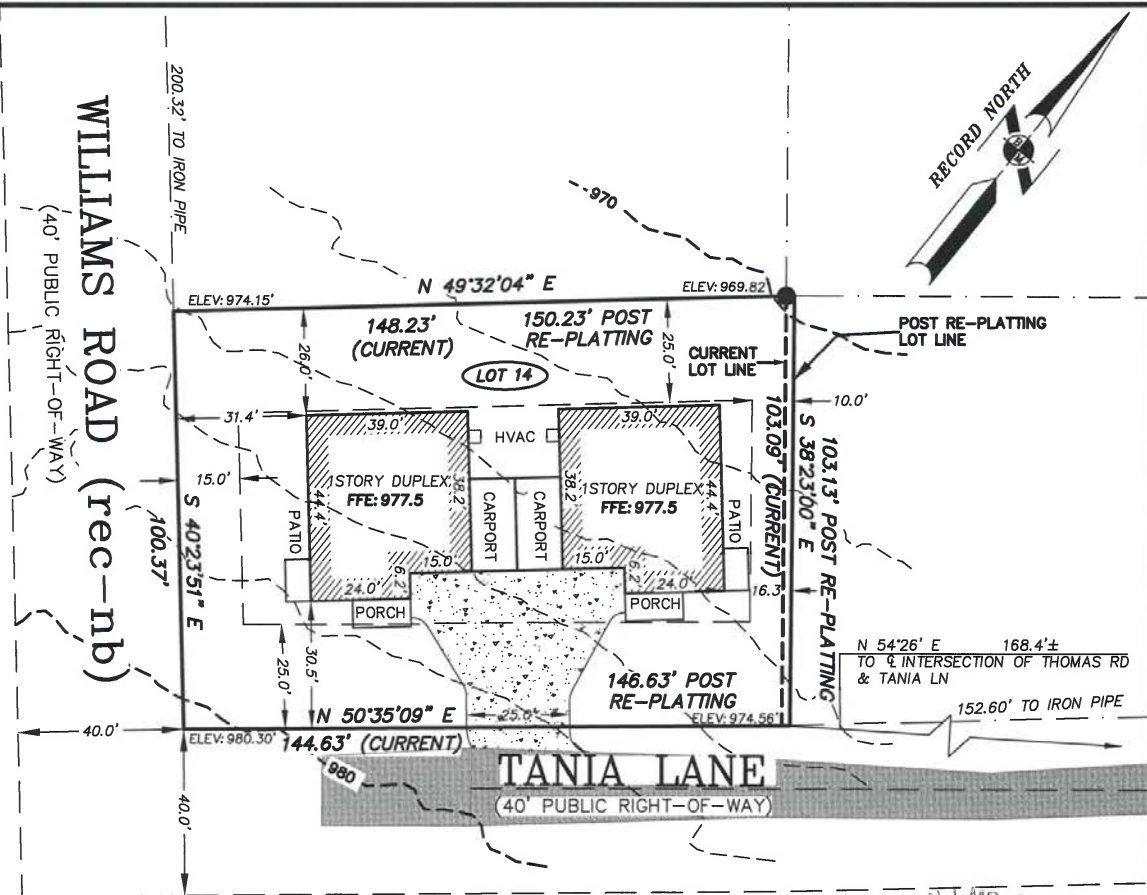 RECORD NORTH
200.32' TO IRON PIPE
WILLIAMS ROAD (rec-nb)
(40' PUBLIC RIGHT-OF-WAY)
970
N 49°32'04" E
ELEV: 974.15'
ELEV: 969.82'
148.23'
(CURRENT)
150.23' POST
RE-PLATTING
LOT 14
26.0'
25.0'
CURRENT
LOT LINE
POST RE-PLATTING
LOT LINE
10.0'
31.4'
15.0'
39.0'
39.0'
HVAC
1STORY DUPLEX
FFE: 977.5
1STORY DUPLEX
FFE: 977.5
44.4'
38.2
38.2
44.4'
CARPORT
CARPORT
PATIO
PATIO
15.0'
15.0'
6.2
6.2
24.0'
24.0'
PORCH
PORCH
16.3'
S 40°23'51" E
100.37'
103.09' (CURRENT)
S 38°23'00" E
103.13' POST RE-PLATTING
25.0'
30.5'
146.63' POST
RE-PLATTING
N 50°35'09" E
25.0'
ELEV: 974.56'
ELEV: 980.30'
144.63' (CURRENT)
N 54°26' E 168.4'±
TO ℄ INTERSECTION OF THOMAS RD
& TANIA LN
152.60' TO IRON PIPE
40.0'
40.0'
980
TANIA LANE
(40' PUBLIC RIGHT-OF-WAY)